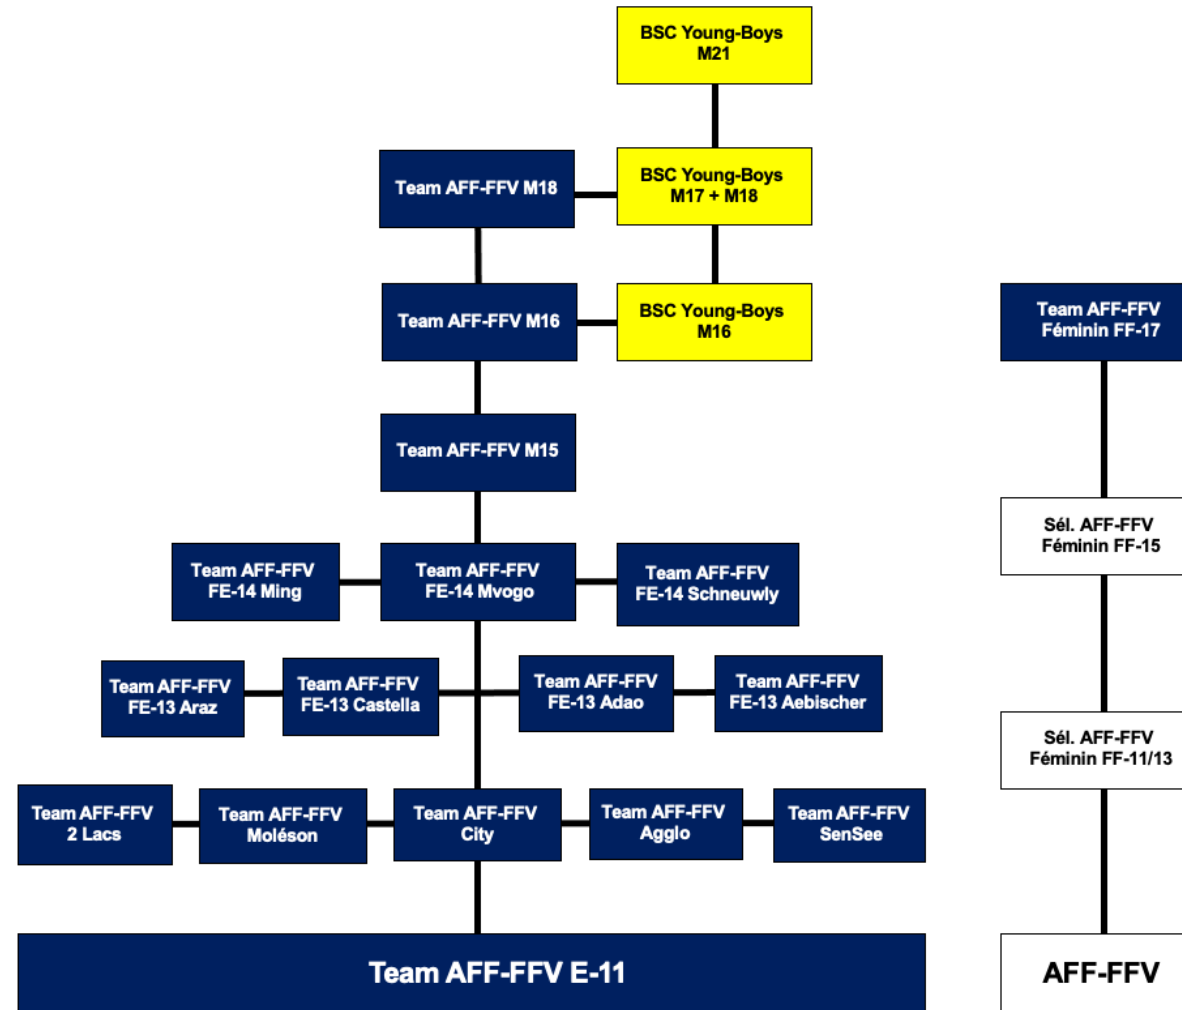 BSC Young-Boys
M21
Team AFF-FFV M18
BSC Young-Boys
M17 + M18
Team AFF-FFV M16
BSC Young-Boys
M16
Team AFF-FFV
Féminin FF-17
Team AFF-FFV M15
Sél. AFF-FFV
Féminin FF-15
Team AFF-FFV
FE-14 Ming
Team AFF-FFV
FE-14 Mvogo
Team AFF-FFV
FE-14 Schneuwly
Team AFF-FFV
FE-13 Araz
Team AFF-FFV
FE-13 Castella
Team AFF-FFV
FE-13 Adao
Team AFF-FFV
FE-13 Aebischer
Sél. AFF-FFV
Féminin FF-11/13
Team AFF-FFV
2 Lacs
Team AFF-FFV
Moléson
Team AFF-FFV
City
Team AFF-FFV
Agglo
Team AFF-FFV
SenSee
Team AFF-FFV E-11
AFF-FFV